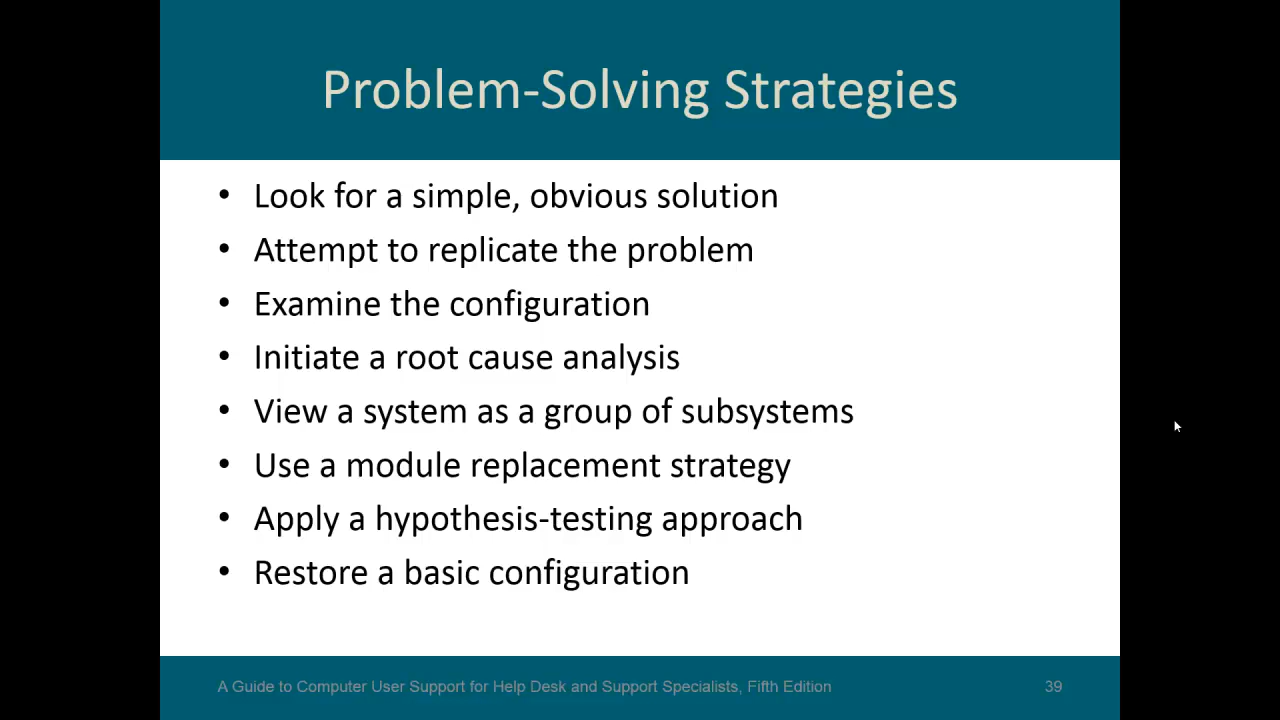 Problem-Solving Strategies
• Look for a simple, obvious solution
• Attempt to replicate the problem
• Examine the configuration
• Initiate a root cause analysis
• View a system as a group of subsystems
• Use a module replacement strategy
• Apply a hypothesis-testing approach
• Restore a basic configuration
A Guide to Computer User Support for Help Desk and Support Specialists, Fifth Edition 39